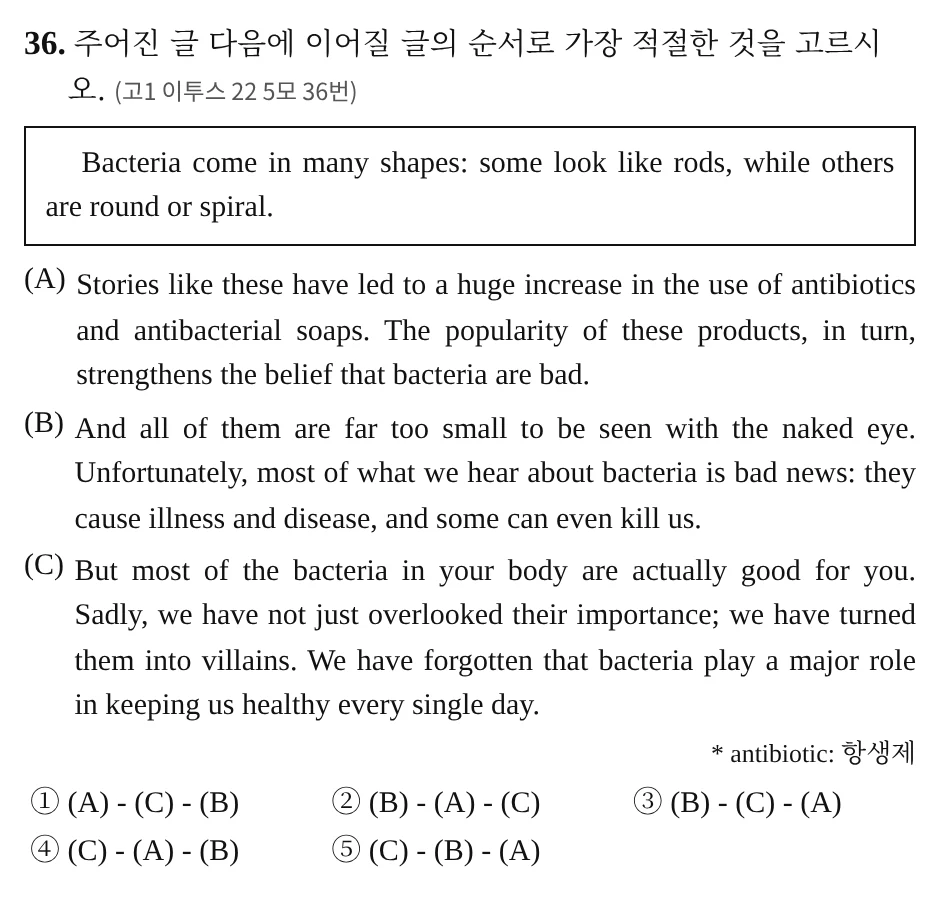 36. 주어진 글 다음에 이어질 글의 순서로 가장 적절한 것을 고르시
오. (고1 이투스 22 5모 36번)
Bacteria come in many shapes: some look like rods, while others
are round or spiral.
(A) Stories like these have led to a huge increase in the use of antibiotics
and antibacterial soaps. The popularity of these products, in turn,
strengthens the belief that bacteria are bad.
(B) And all of them are far too small to be seen with the naked eye.
Unfortunately, most of what we hear about bacteria is bad news: they
cause illness and disease, and some can even kill us.
(C) But most of the bacteria in your body are actually good for you.
Sadly, we have not just overlooked their importance; we have turned
them into villains. We have forgotten that bacteria play a major role
in keeping us healthy every single day.
* antibiotic: 항생제
① (A) - (C) - (B) ② (B) - (A) - (C) ③ (B) - (C) - (A)
④ (C) - (A) - (B) ⑤ (C) - (B) - (A)